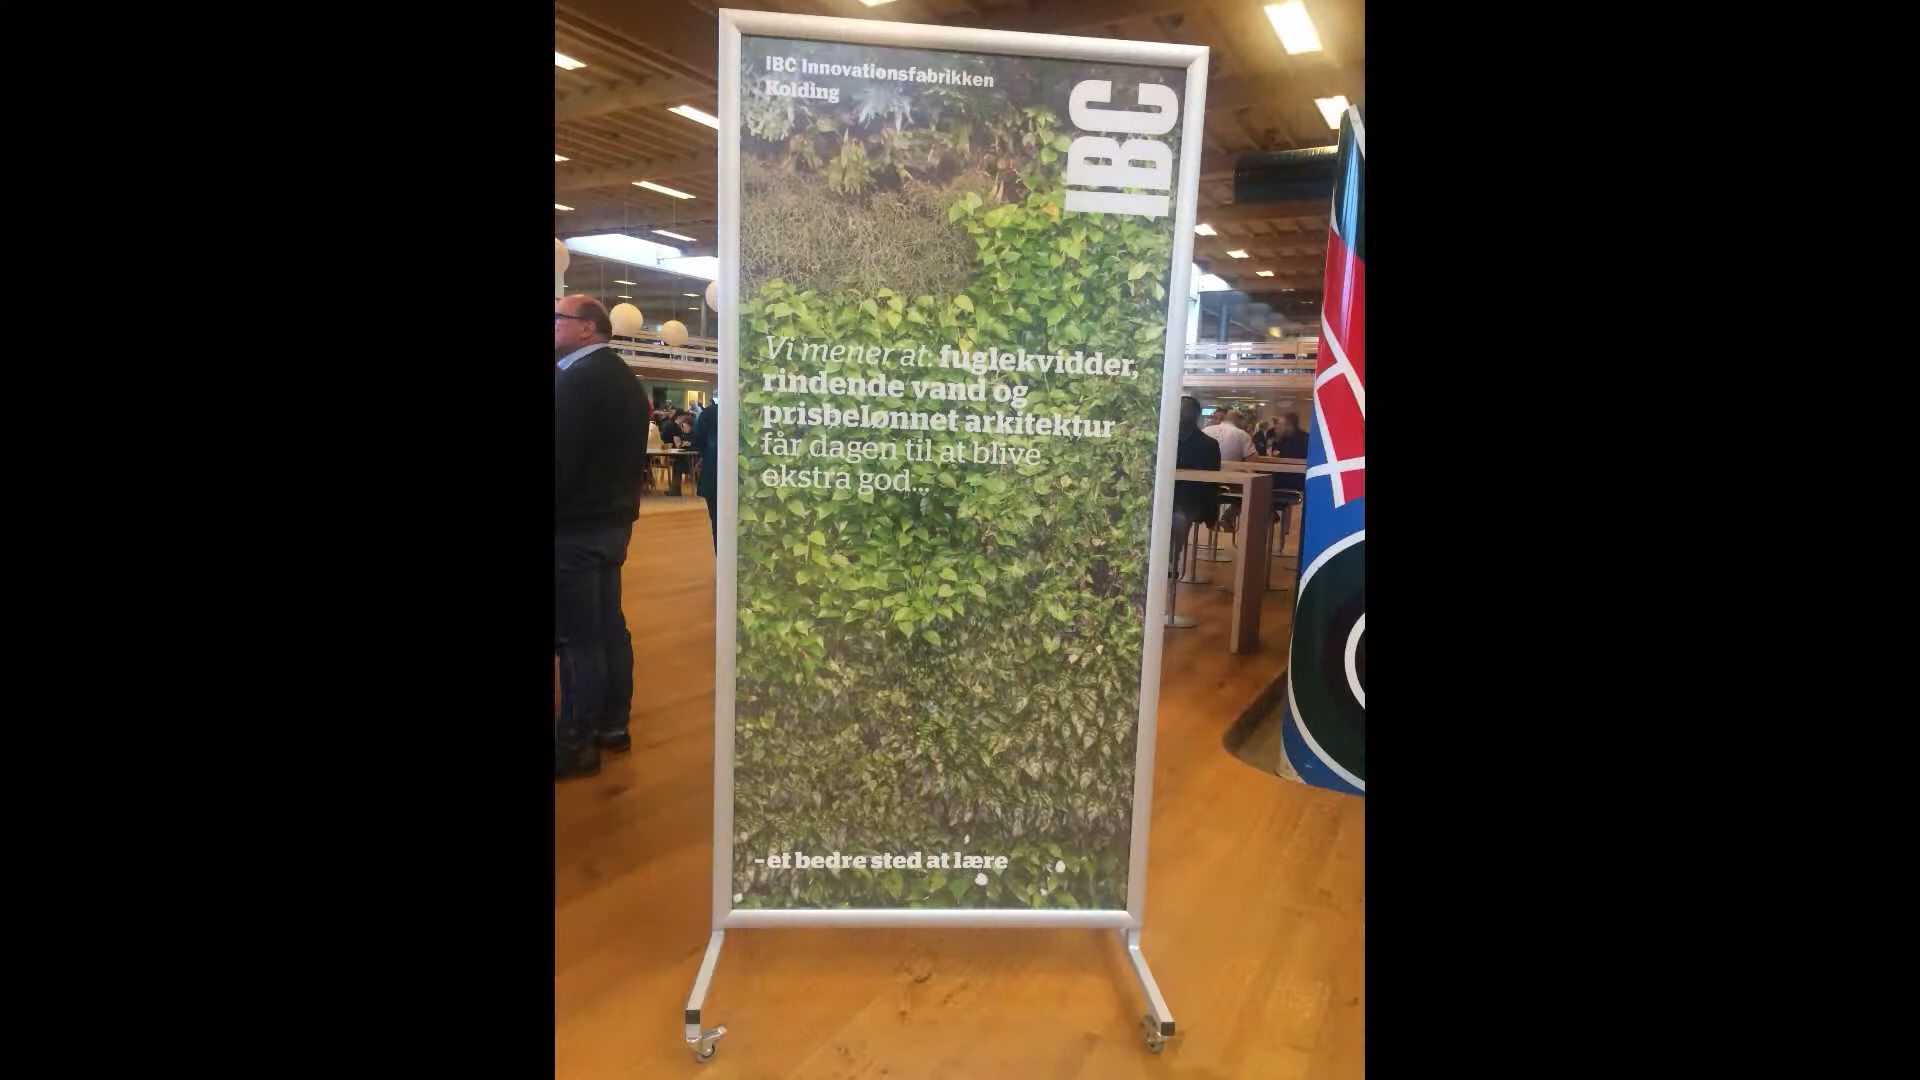 IBC Innovationsfabrikken
Kolding
IBC
Vi mener at: fuglekvidder,
rindende vand og
prisbelønnet arkitektur
får dagen til at blive
ekstra god...
- et bedre sted at lære